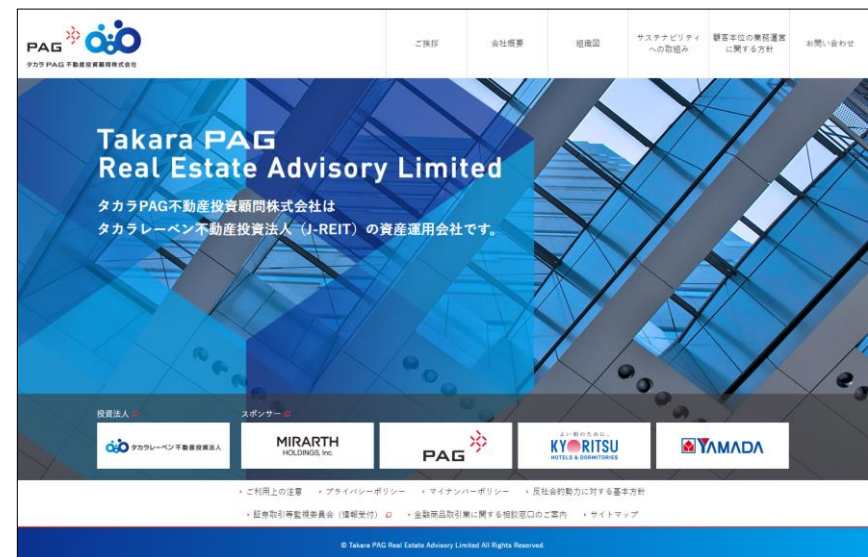 PAG
タカラPAG不動産投資顧問株式会社
ご挨拶
会社概要
組織図
サステナビリティ
への取組み
顧客本位の業務運営
に関する方針
お問い合わせ
Takara PAG
Real Estate Advisory Limited
タカラPAG不動産投資顧問株式会社は
タカラレーベン不動産投資法人（J-REIT）の資産運用会社です。
投資法人
スポンサー
タカラレーベン不動産投資法人
MIRARTH
HOLDINGS, Inc.
PAG
よい朝のために。
KYORITSU
HOTELS & DORMITORIES
YAMADA
ご利用上の注意
プライバシーポリシー
マイナンバーポリシー
反社会的勢力に対する基本方針
証券取引等監視委員会（情報受付）
金融商品取引業に関する相談窓口のご案内
サイトマップ
© Takara PAG Real Estate Advisory Limited All Rights Reserved.